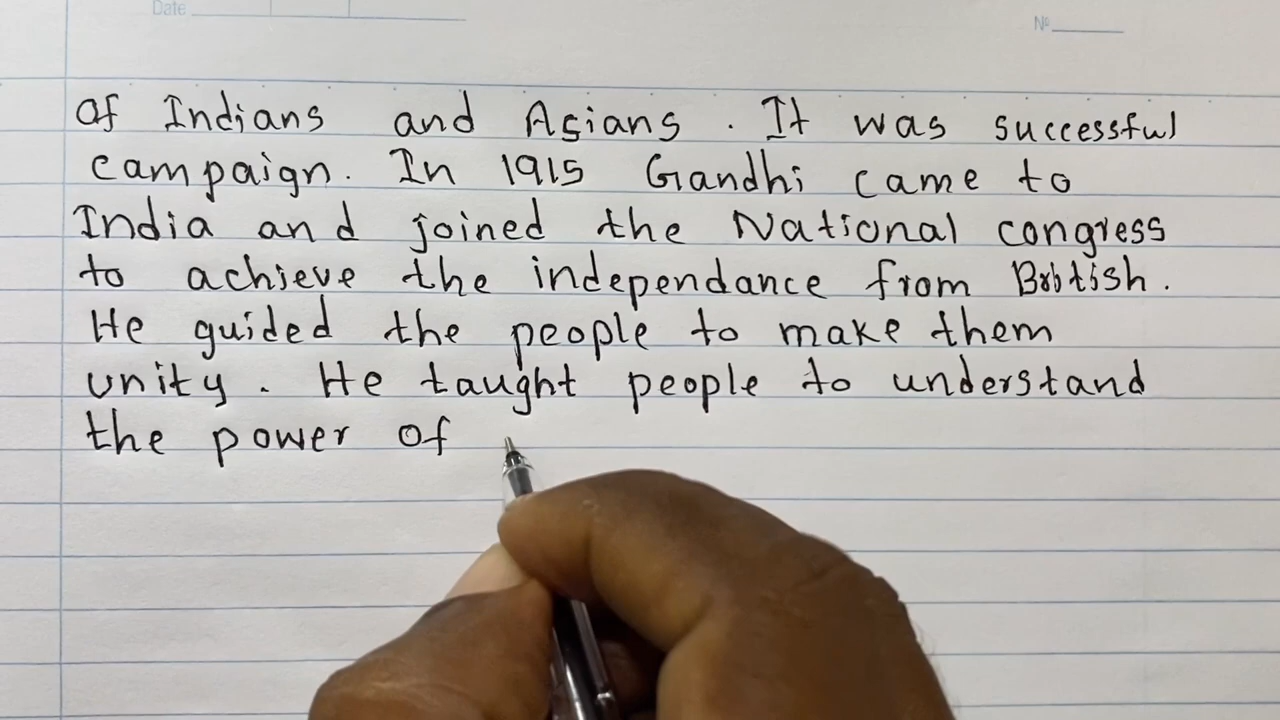 Date
Nº
of Indians and Asians. It was successful
campaign. In 1915 Gandhi came to
India and joined the National congress
to achieve the independance from British.
He guided the people to make them
unity. He taught people to understand
the power of